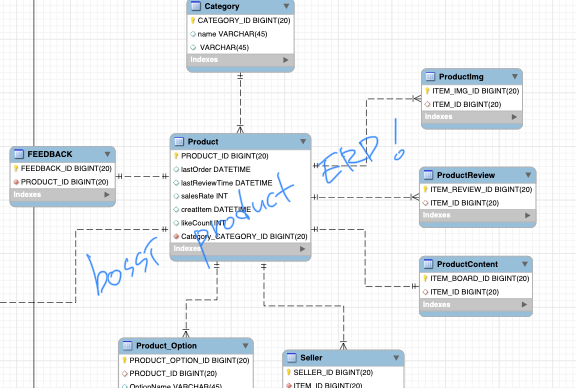 Category
CATEGORY_ID BIGINT(20)
name VARCHAR(45)
VARCHAR(45)
Indexes
ProductImg
ITEM_IMG_ID BIGINT(20)
ITEM_ID BIGINT(20)
Indexes
Product
PRODUCT_ID BIGINT(20)
lastOrder DATETIME
lastReviewTime DATETIME
salesRate INT
creatItem DATETIME
likeCount INT
Category_CATEGORY_ID BIGINT(20)
Indexes
FEEDBACK
FEEDBACK_ID BIGINT(20)
PRODUCT_ID BIGINT(20)
Indexes
ProductReview
ITEM_REVIEW_ID BIGINT(20)
ITEM_ID BIGINT(20)
Indexes
product ERD!
ProductContent
ITEM_BOARD_ID BIGINT(20)
ITEM_ID BIGINT(20)
Indexes
Product_Option
PRODUCT_OPTION_ID BIGINT(20)
PRODUCT_ID BIGINT(20)
OptionName VARCHAR(45)
Seller
SELLER_ID BIGINT(20)
ITEM_ID BIGINT(20)